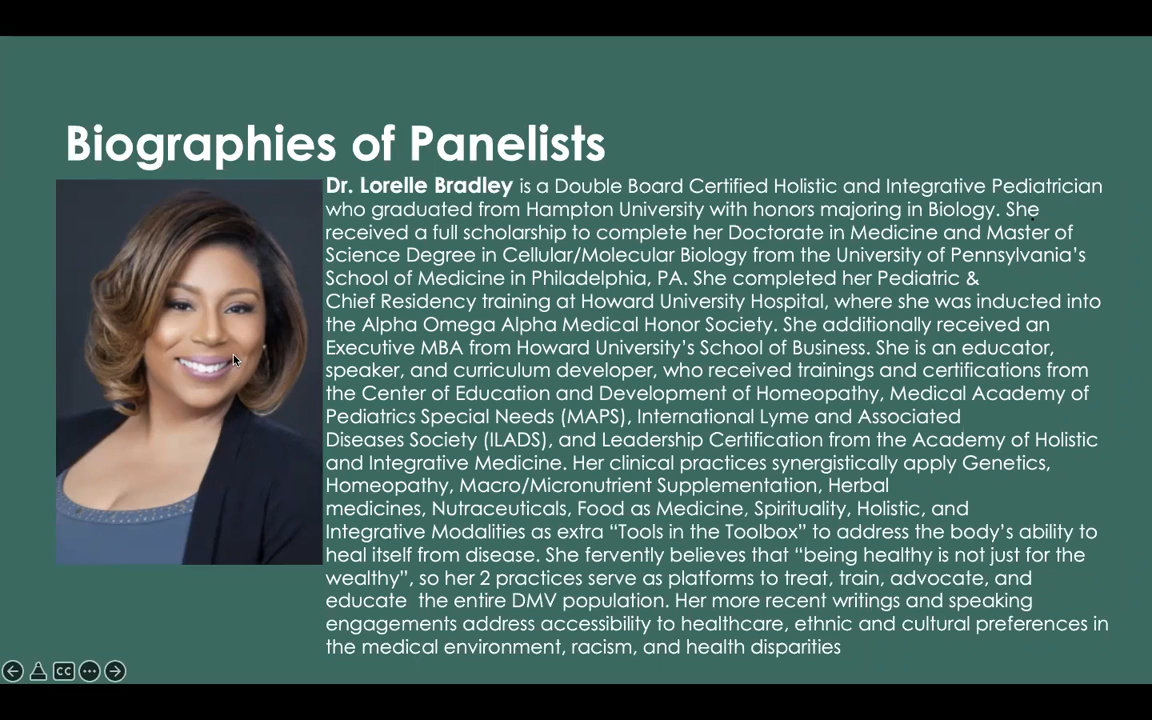 Biographies of Panelists
Dr. Lorelle Bradley is a Double Board Certified Holistic and Integrative Pediatrician
who graduated from Hampton University with honors majoring in Biology. She
received a full scholarship to complete her Doctorate in Medicine and Master of
Science Degree in Cellular/Molecular Biology from the University of Pennsylvania’s
School of Medicine in Philadelphia, PA. She completed her Pediatric &
Chief Residency training at Howard University Hospital, where she was inducted into
the Alpha Omega Alpha Medical Honor Society. She additionally received an
Executive MBA from Howard University’s School of Business. She is an educator,
speaker, and curriculum developer, who received trainings and certifications from
the Center of Education and Development of Homeopathy, Medical Academy of
Pediatrics Special Needs (MAPS), International Lyme and Associated
Diseases Society (ILADS), and Leadership Certification from the Academy of Holistic
and Integrative Medicine. Her clinical practices synergistically apply Genetics,
Homeopathy, Macro/Micronutrient Supplementation, Herbal
medicines, Nutraceuticals, Food as Medicine, Spirituality, Holistic, and
Integrative Modalities as extra “Tools in the Toolbox” to address the body’s ability to
heal itself from disease. She fervently believes that “being healthy is not just for the
wealthy”, so her 2 practices serve as platforms to treat, train, advocate, and
educate  the entire DMV population. Her more recent writings and speaking
engagements address accessibility to healthcare, ethnic and cultural preferences in
the medical environment, racism, and health disparities
CC